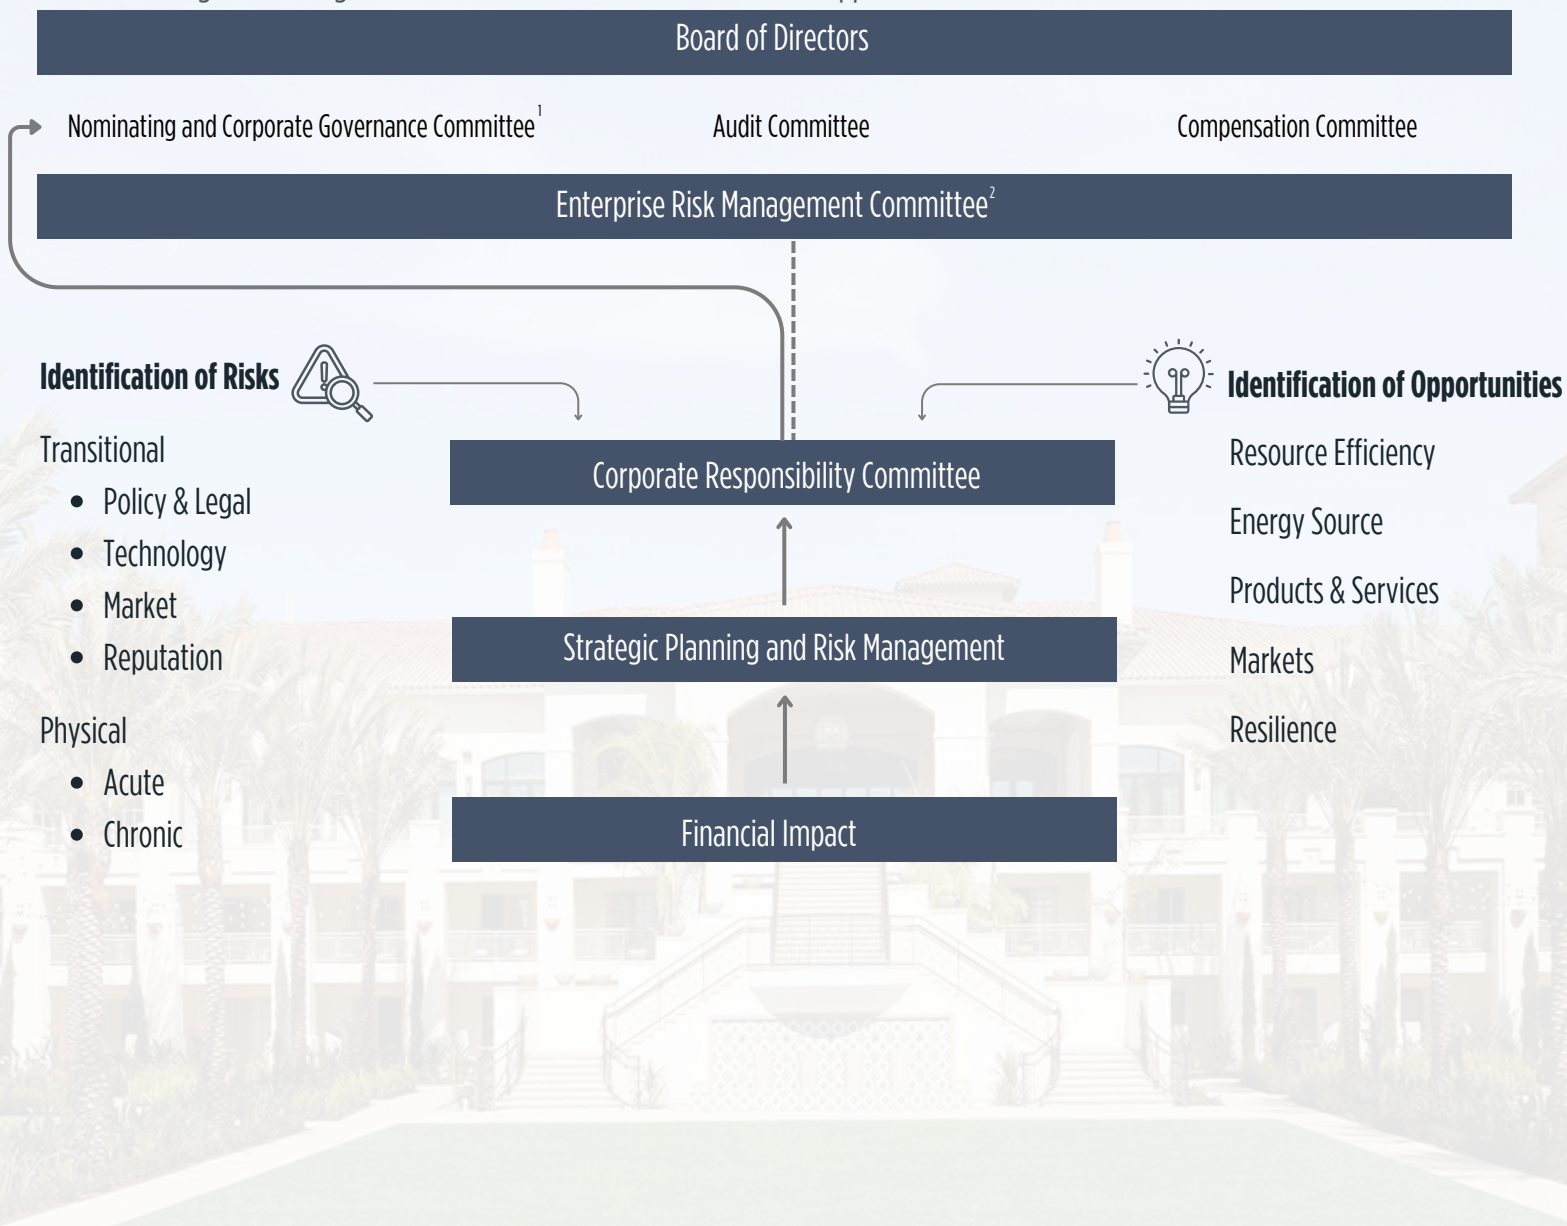 Board of Directors
Nominating and Corporate Governance Committee¹
Audit Committee
Compensation Committee
Enterprise Risk Management Committee²
Identification of Risks
Transitional
• Policy & Legal
• Technology
• Market
• Reputation
Physical
• Acute
• Chronic
Corporate Responsibility Committee
Strategic Planning and Risk Management
Financial Impact
Identification of Opportunities
Resource Efficiency
Energy Source
Products & Services
Markets
Resilience